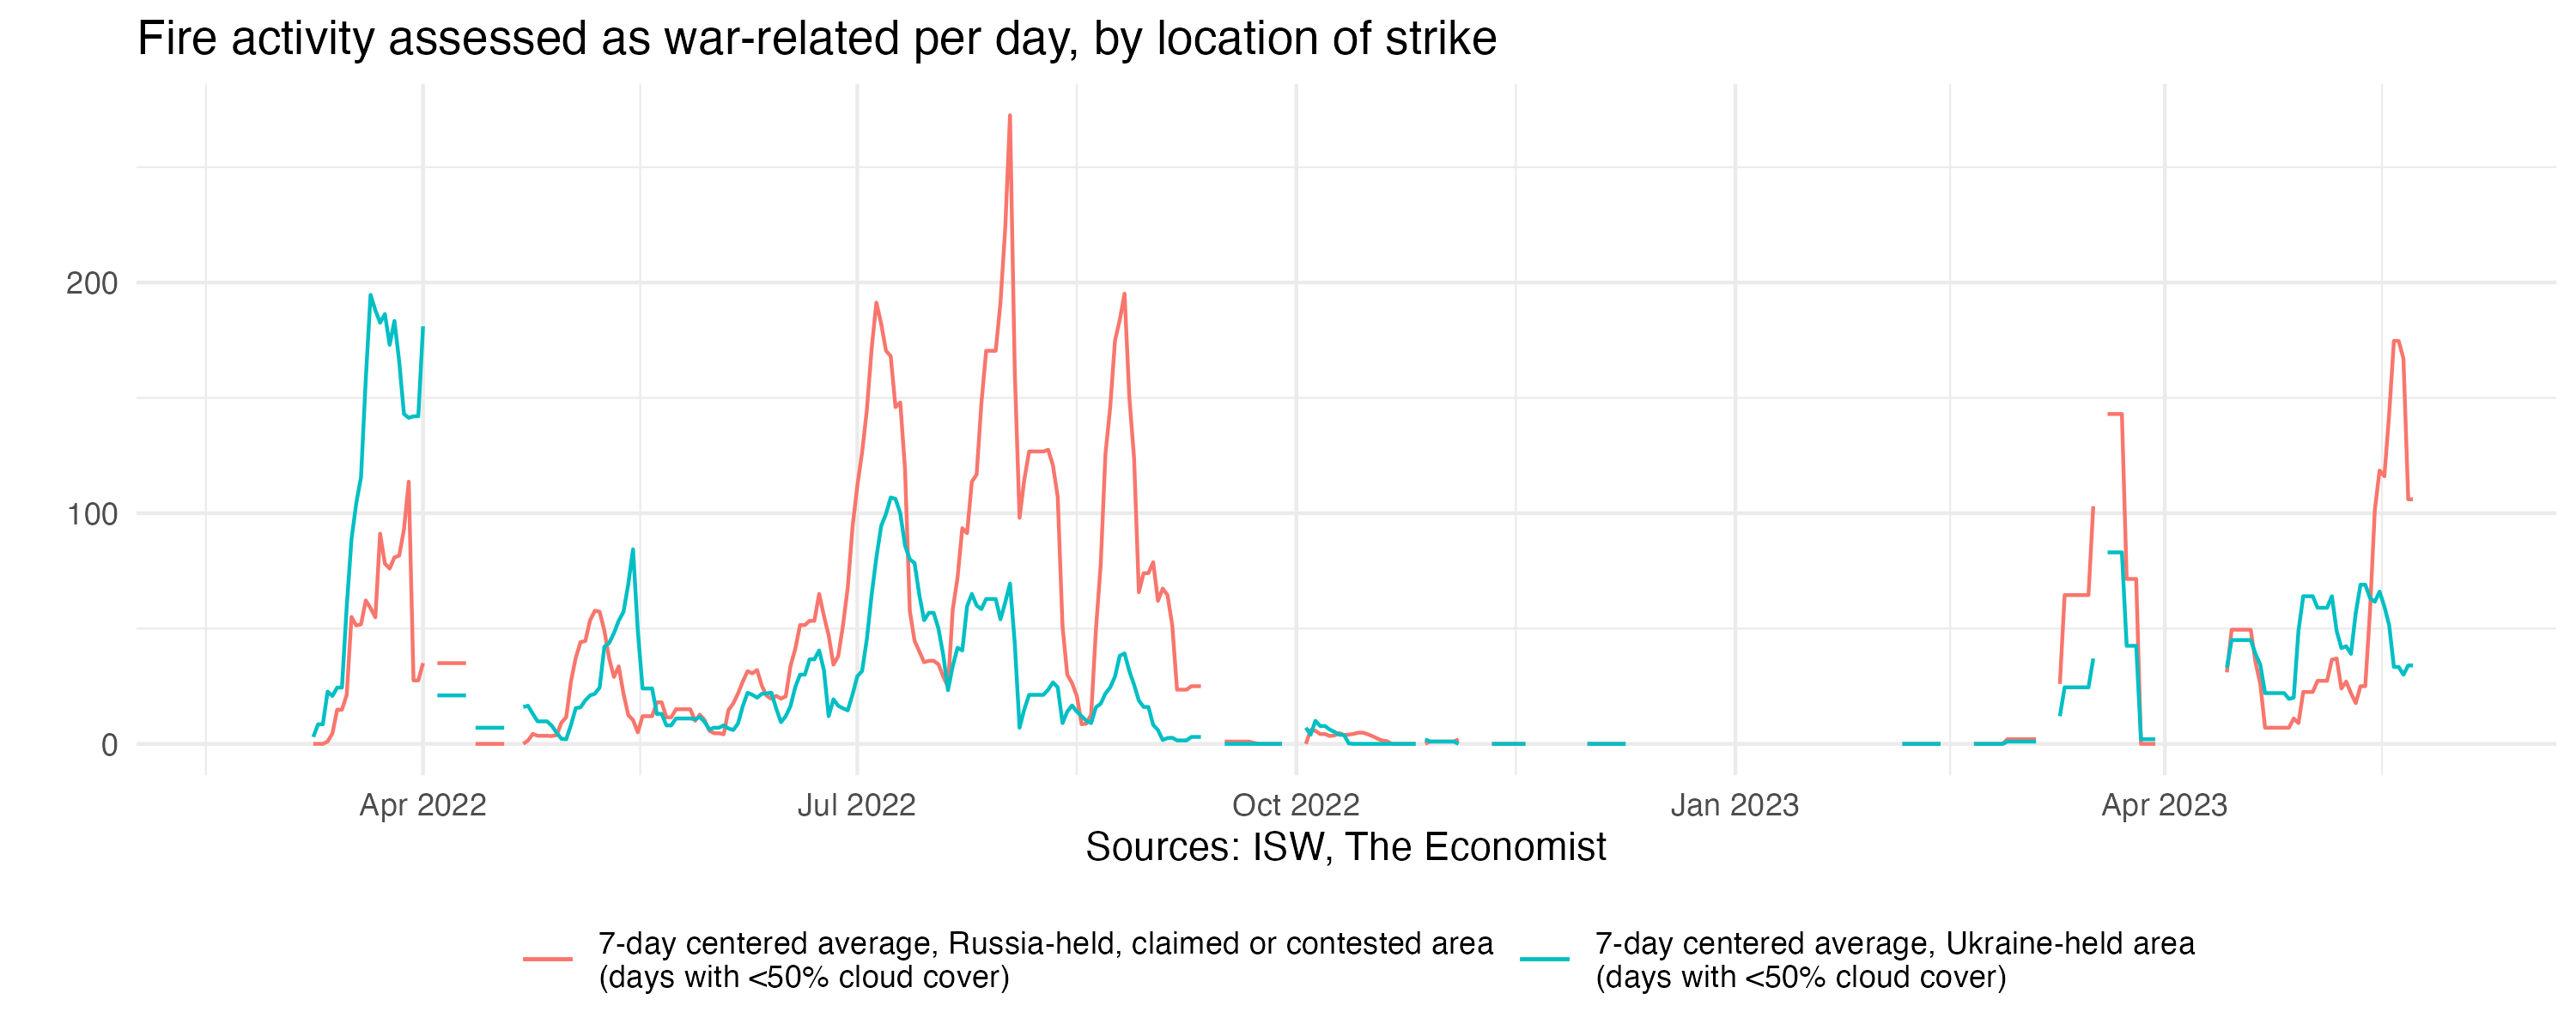 Fire activity assessed as war-related per day, by location of strike
200
100
0
Apr 2022
Jul 2022
Oct 2022
Jan 2023
Apr 2023
Sources: ISW, The Economist
7-day centered average, Russia-held, claimed or contested area
(days with <50% cloud cover)
7-day centered average, Ukraine-held area
(days with <50% cloud cover)